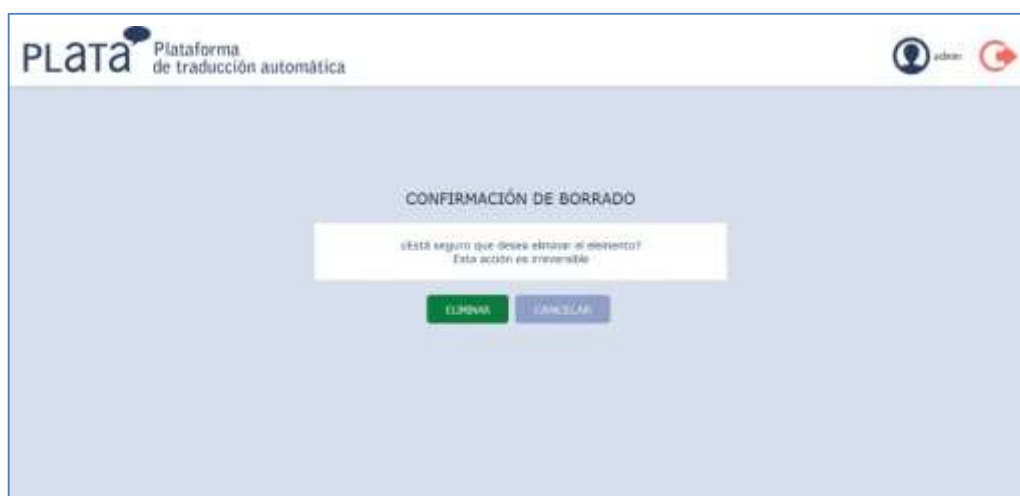 PLATA
Plataforma
de traducción automática
admin
CONFIRMACIÓN DE BORRADO
¿Está seguro que desea eliminar el elemento?
Esta acción es irreversible
ELIMINAR
CANCELAR